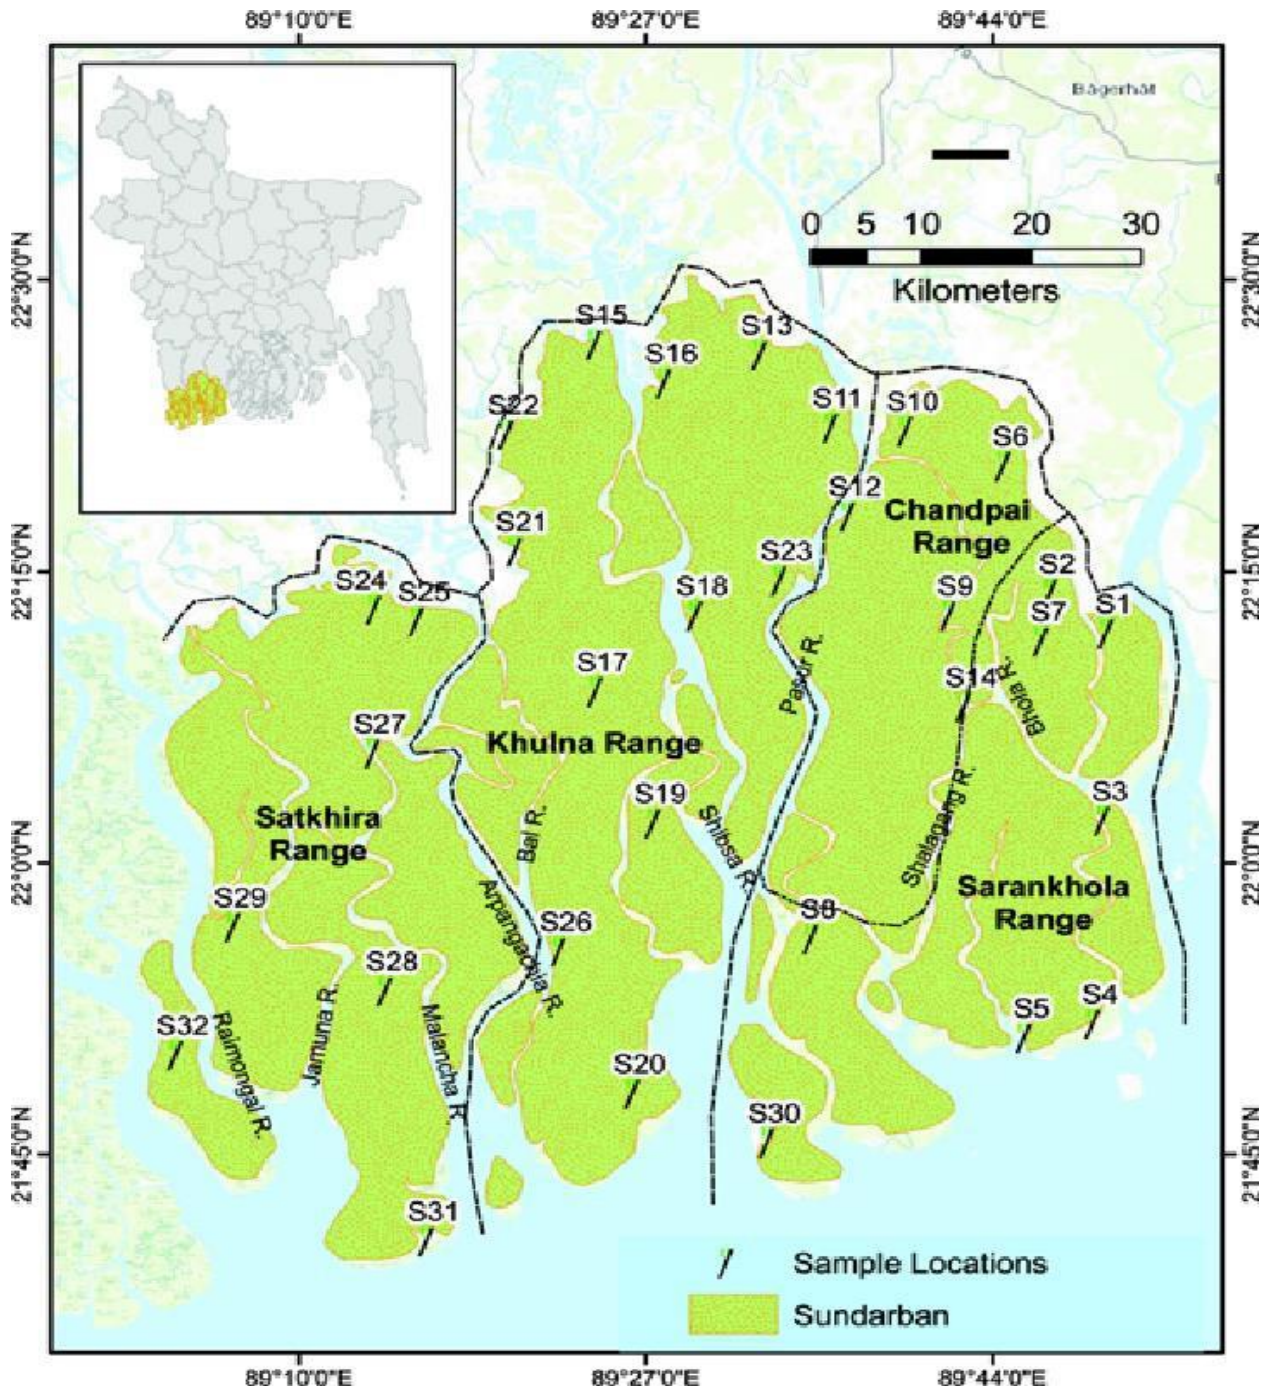 89°10'0"E 89°27'0"E 89°44'0"E
Bāgerhāt
0 5 10 20 30
Kilometers
22°30'0"N
22°30'0"N
S15
S13
S16
S22
S11
S10
S6
S12
Chandpai
Range
S21
S23
S2
22°15'0"N
22°15'0"N
S24
S25
S18
S9
S7
S1
S17
S14
Pasur R.
Bhola R.
S27
Khulna Range
S19
S3
Satkhira
Range
Bal R.
Shibsa R.
Shalagang R.
22°0'0"N
22°0'0"N
Sarankhola
Range
S29
Arpangachia R.
S26
S8
S28
S32
Raimongal R.
Jamuna R.
Malancha R.
S5
S4
S20
S30
21°45'0"N
21°45'0"N
S31
Sample Locations
Sundarban
89°10'0"E 89°27'0"E 89°44'0"E